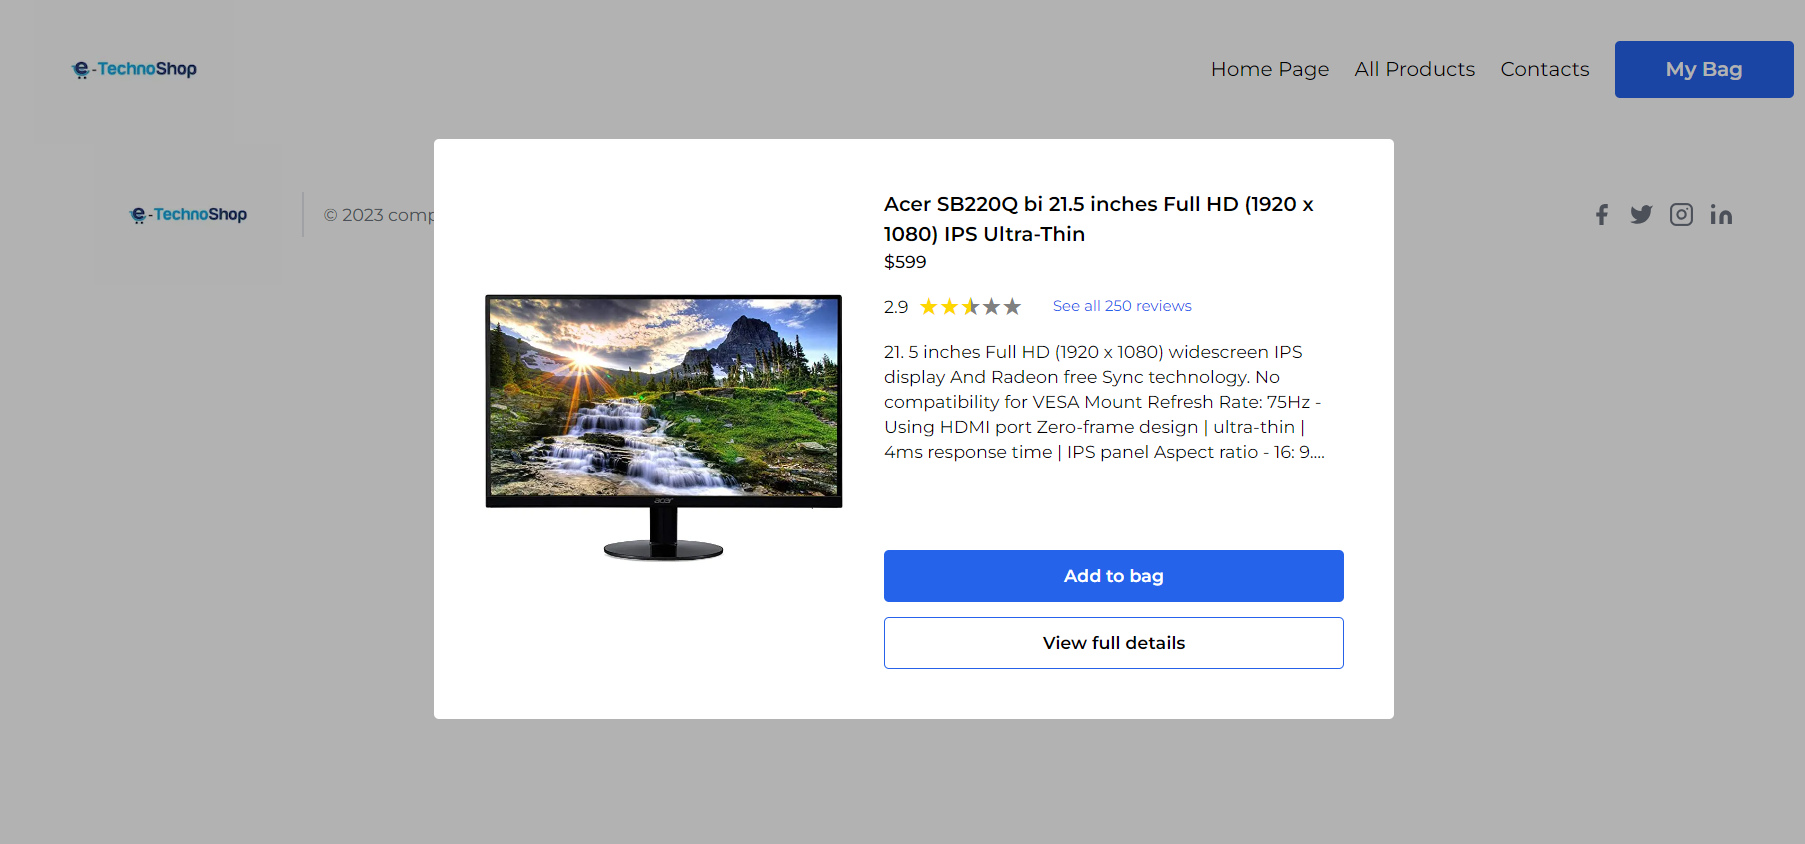 e-TechnoShop
Home Page
All Products
Contacts
My Bag
e-TechnoShop
© 2023 comp
Acer SB220Q bi 21.5 inches Full HD (1920 x
1080) IPS Ultra-Thin
$599
2.9
See all 250 reviews
21. 5 inches Full HD (1920 x 1080) widescreen IPS
display And Radeon free Sync technology. No
compatibility for VESA Mount Refresh Rate: 75Hz -
Using HDMI port Zero-frame design | ultra-thin |
4ms response time | IPS panel Aspect ratio - 16: 9....
acer
Add to bag
View full details